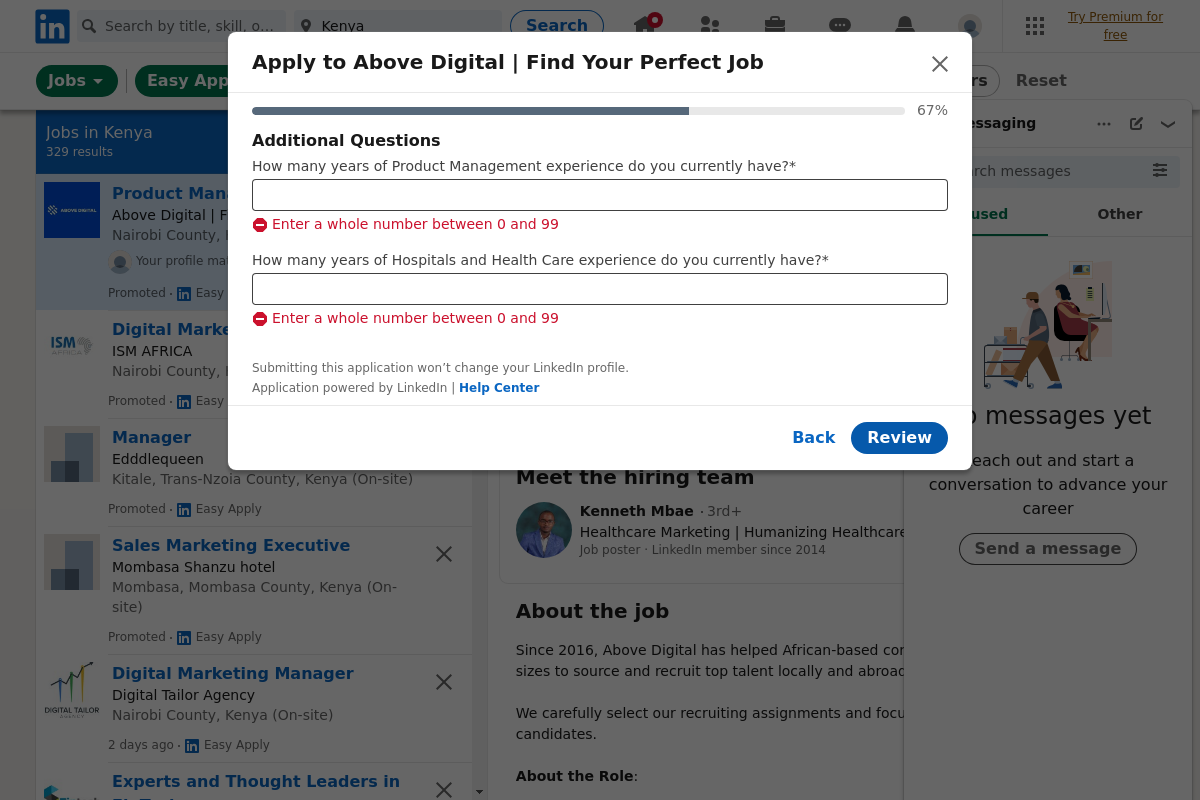 Search by title, skill, o...
Kenya
Search
Try Premium for
free
Jobs
Easy App
rs
Reset
Apply to Above Digital | Find Your Perfect Job
67%
Additional Questions
How many years of Product Management experience do you currently have?*
Enter a whole number between 0 and 99
How many years of Hospitals and Health Care experience do you currently have?*
Enter a whole number between 0 and 99
Submitting this application won’t change your LinkedIn profile.
Application powered by LinkedIn | Help Center
Back
Review
Jobs in Kenya
329 results
ABOVE DIGITAL
Product Man
Above Digital | F
Nairobi County,
Your profile mat
Promoted · in Easy
ISM
AFRICA
Digital Marke
ISM AFRICA
Nairobi County,
Promoted · in Easy
Manager
Edddlequeen
Kitale, Trans-Nzoia County, Kenya (On-site)
Promoted · in Easy Apply
Sales Marketing Executive
Mombasa Shanzu hotel
Mombasa, Mombasa County, Kenya (On-
site)
Promoted · in Easy Apply
DIGITAL TAILOR
AGENCY
Digital Marketing Manager
Digital Tailor Agency
Nairobi County, Kenya (On-site)
2 days ago · in Easy Apply
Experts and Thought Leaders in
Meet the hiring team
Kenneth Mbae · 3rd+
Healthcare Marketing | Humanizing Healthcare
Job poster · LinkedIn member since 2014
About the job
Since 2016, Above Digital has helped African-based con
sizes to source and recruit top talent locally and abroad
We carefully select our recruiting assignments and focu
candidates.
About the Role:
essaging
rch messages
used
Other
o messages yet
each out and start a
conversation to advance your
career
Send a message